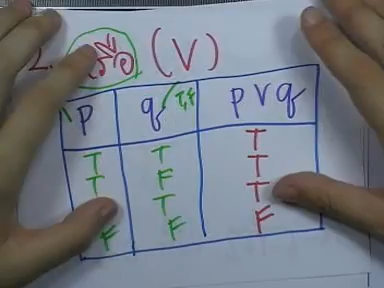 2. หรือ (V)
p q T,F p v q
T T T
T F T
T T
F F F